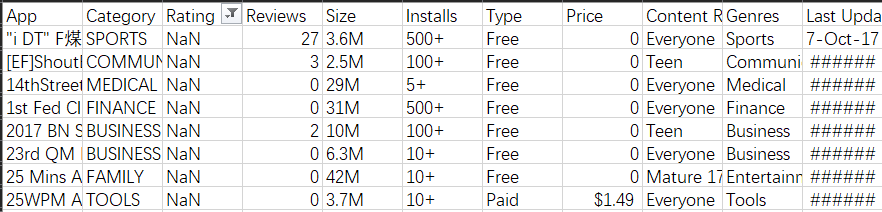 App Category Rating Reviews Size Installs Type Price Content R Genres Last Upda
"i DT" F煤 SPORTS NaN 27 3.6M 500+ Free 0 Everyone Sports 7-Oct-17
[EF]Shoutl COMMUN NaN 3 2.5M 100+ Free 0 Teen Communi ######
14thStreet MEDICAL NaN 0 29M 5+ Free 0 Everyone Medical ######
1st Fed Cl FINANCE NaN 0 31M 500+ Free 0 Everyone Finance ######
2017 BN S BUSINESS NaN 2 10M 100+ Free 0 Teen Business ######
23rd QM BUSINESS NaN 0 6.3M 10+ Free 0 Everyone Business ######
25 Mins A FAMILY NaN 0 42M 10+ Free 0 Mature 17 Entertainn ######
25WPM A TOOLS NaN 0 3.7M 10+ Paid $1.49 Everyone Tools ######